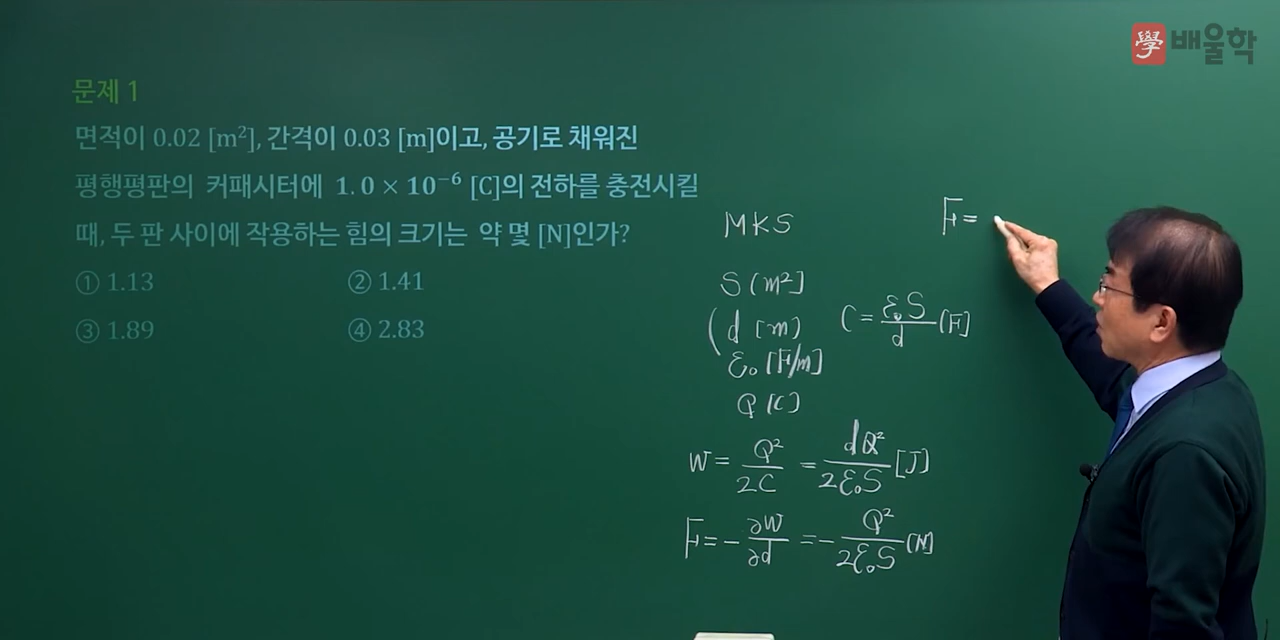 學 배울학
문제 1
면적이 0.02 [m²], 간격이 0.03 [m]이고, 공기로 채워진
평행평판의 커패시터에 1.0 × 10⁻⁶ [C]의 전하를 충전시킬
때, 두 판 사이에 작용하는 힘의 크기는 약 몇 [N]인가?
① 1.13 ② 1.41
③ 1.89 ④ 2.83
MKS
S [m²]
d [m]
ε₀ [F/m]
Q [C]
C = ε₀S/d [F]
W = Q²/2C = dQ²/2ε₀S [J]
F = - ∂W/∂d = - Q²/2ε₀S [N]
F =